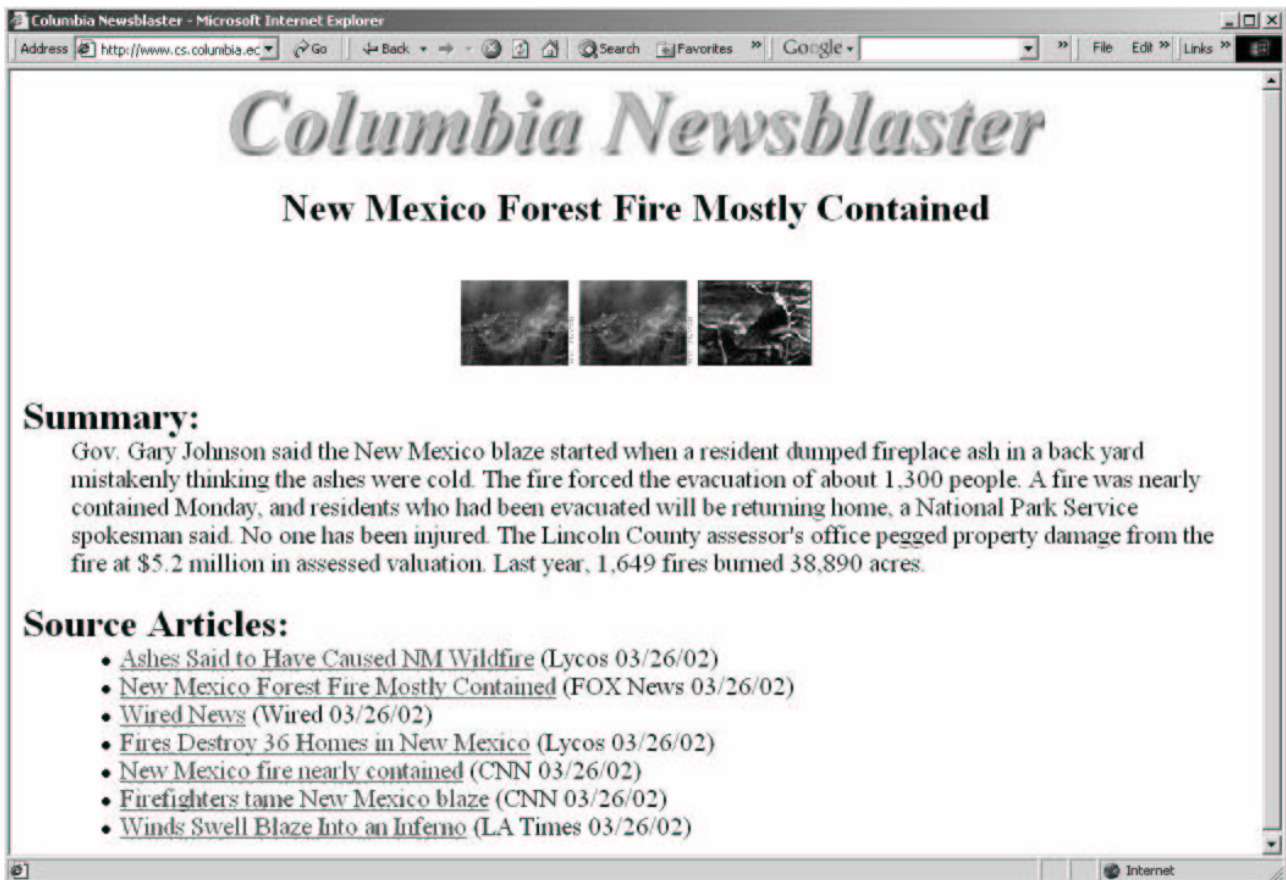 Columbia Newsblaster - Microsoft Internet Explorer
Address http://www.cs.columbia.ec Go Back Search Favorites » Google » File Edit » Links »
Columbia Newsblaster
New Mexico Forest Fire Mostly Contained
Summary:
Gov. Gary Johnson said the New Mexico blaze started when a resident dumped fireplace ash in a back yard
mistakenly thinking the ashes were cold. The fire forced the evacuation of about 1,300 people. A fire was nearly
contained Monday, and residents who had been evacuated will be returning home, a National Park Service
spokesman said. No one has been injured. The Lincoln County assessor's office pegged property damage from the
fire at $5.2 million in assessed valuation. Last year, 1,649 fires burned 38,890 acres.
Source Articles:
• Ashes Said to Have Caused NM Wildfire (Lycos 03/26/02)
• New Mexico Forest Fire Mostly Contained (FOX News 03/26/02)
• Wired News (Wired 03/26/02)
• Fires Destroy 36 Homes in New Mexico (Lycos 03/26/02)
• New Mexico fire nearly contained (CNN 03/26/02)
• Firefighters tame New Mexico blaze (CNN 03/26/02)
• Winds Swell Blaze Into an Inferno (LA Times 03/26/02)
Internet